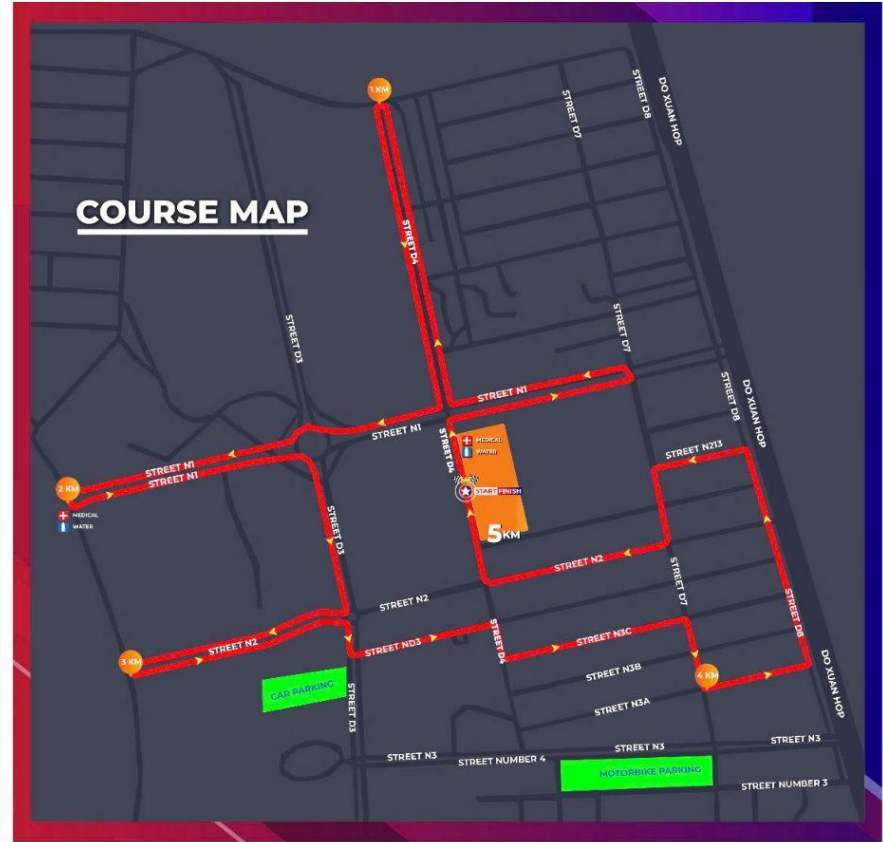 1 KM
STREET D7
STREET D8
DO XUAN HOP
COURSE MAP
STREET D4
STREET D3
STREET D7
STREET N1
STREET D8
DO XUAN HOP
STREET N1
STREET D4
MEDICAL
WATER
STREET N213
STREET N1
STREET N1
2 KM
MEDICAL
WATER
START FINISH
STREET D3
5KM
STREET N2
STREET D7
STREET N2
STREET D8
STREET N2
STREET ND3
STREET D4
STREET N3C
3 KM
STREET N3B
4 KM
DO XUAN HOP
CAR PARKING
STREET D3
STREET N3A
STREET N3
STREET NUMBER 4
STREET N3
STREET N3
MOTORBIKE PARKING
STREET NUMBER 3